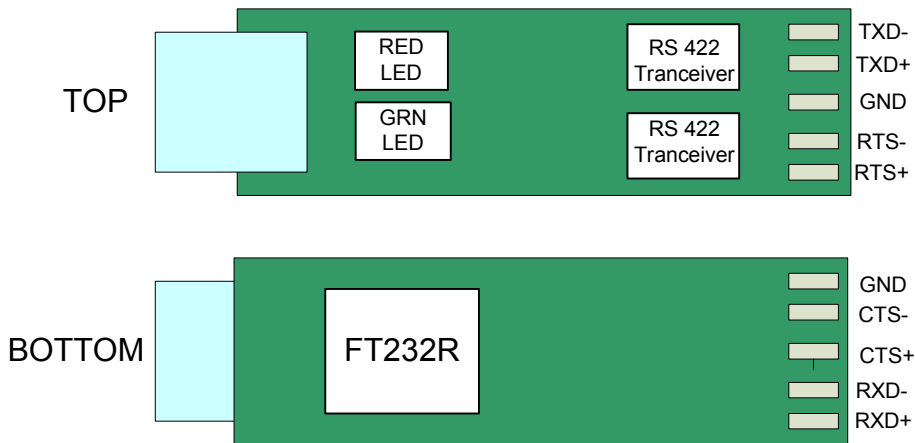 TOP
RED
LED
GRN
LED
RS 422
Tranceiver
RS 422
Tranceiver
TXD-
TXD+
GND
RTS-
RTS+
BOTTOM
FT232R
GND
CTS-
CTS+
RXD-
RXD+